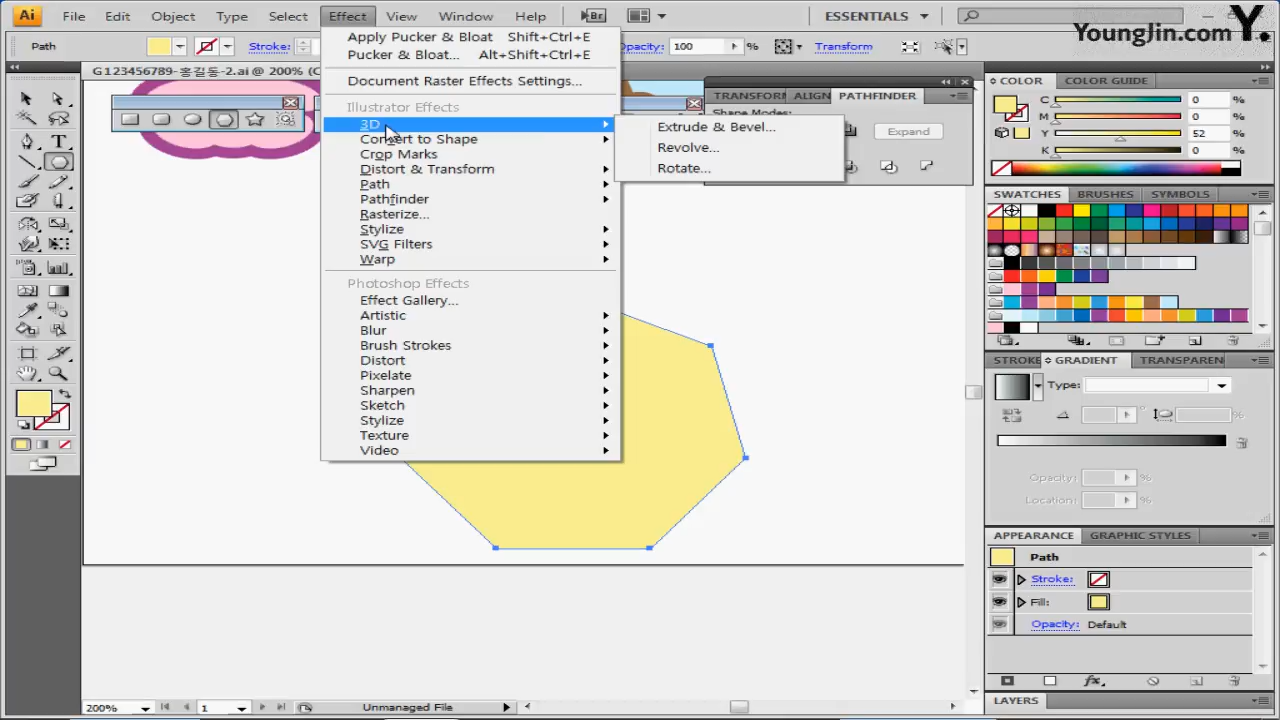 Ai File Edit Object Type Select Effect View Window Help Br ESSENTIALS
YoungJin.com Y.
Path Stroke: Opacity: 100 % Transform
G123456789-홍길동-2.ai @ 200% (C
Apply Pucker & Bloat Shift+Ctrl+E
Pucker & Bloat... Alt+Shift+Ctrl+E
Document Raster Effects Settings...
Illustrator Effects
3D
Convert to Shape
Crop Marks
Distort & Transform
Path
Pathfinder
Rasterize...
Stylize
SVG Filters
Warp
Photoshop Effects
Effect Gallery...
Artistic
Blur
Brush Strokes
Distort
Pixelate
Sharpen
Sketch
Stylize
Texture
Video
Extrude & Bevel...
Revolve...
Rotate...
TRANSFORM ALIGN PATHFINDER
Shape Modes:
Expand
COLOR COLOR GUIDE
C 0 %
M 0 %
Y 52 %
K 0 %
SWATCHES BRUSHES SYMBOLS
STROKE GRADIENT TRANSPAREN
Type:
%
Opacity: %
Location: %
APPEARANCE GRAPHIC STYLES
Path
Stroke:
Fill:
Opacity: Default
fx
LAYERS
200% 1 Unmanaged File